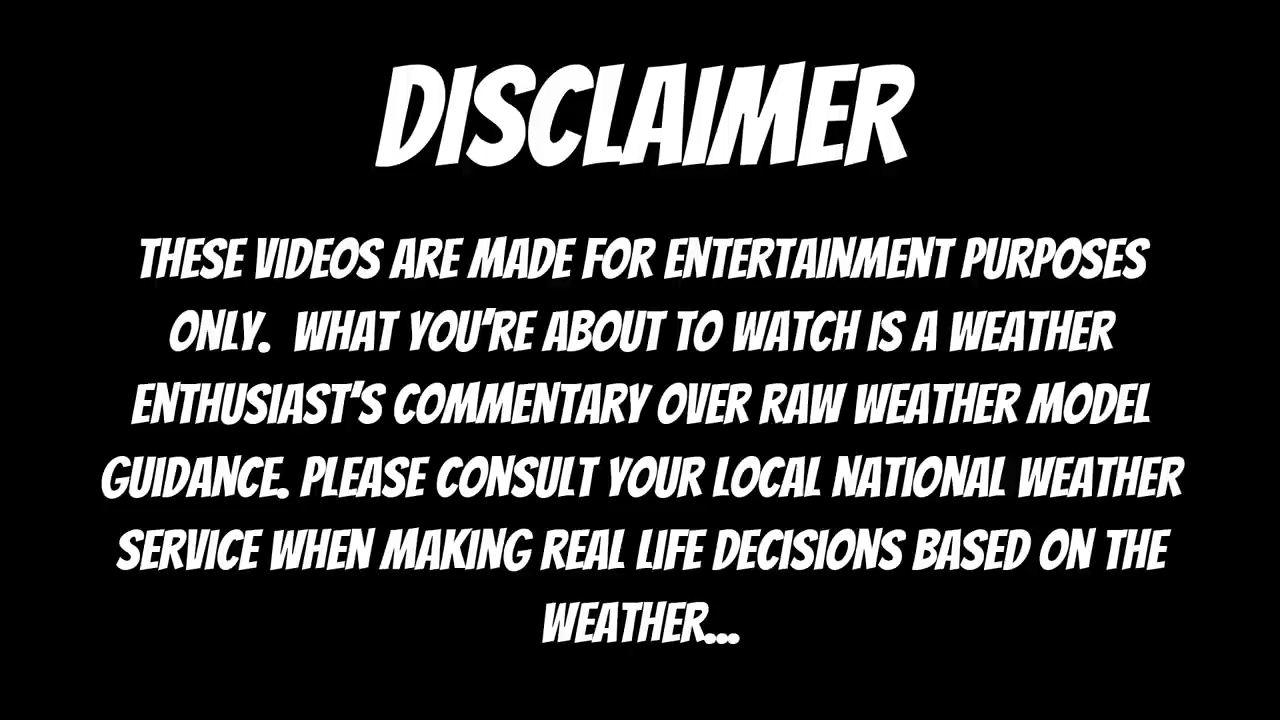 DISCLAIMER
THESE VIDEOS ARE MADE FOR ENTERTAINMENT PURPOSES
ONLY.  WHAT YOU'RE ABOUT TO WATCH IS A WEATHER
ENTHUSIAST'S COMMENTARY OVER RAW WEATHER MODEL
GUIDANCE. PLEASE CONSULT YOUR LOCAL NATIONAL WEATHER
SERVICE WHEN MAKING REAL LIFE DECISIONS BASED ON THE
WEATHER...